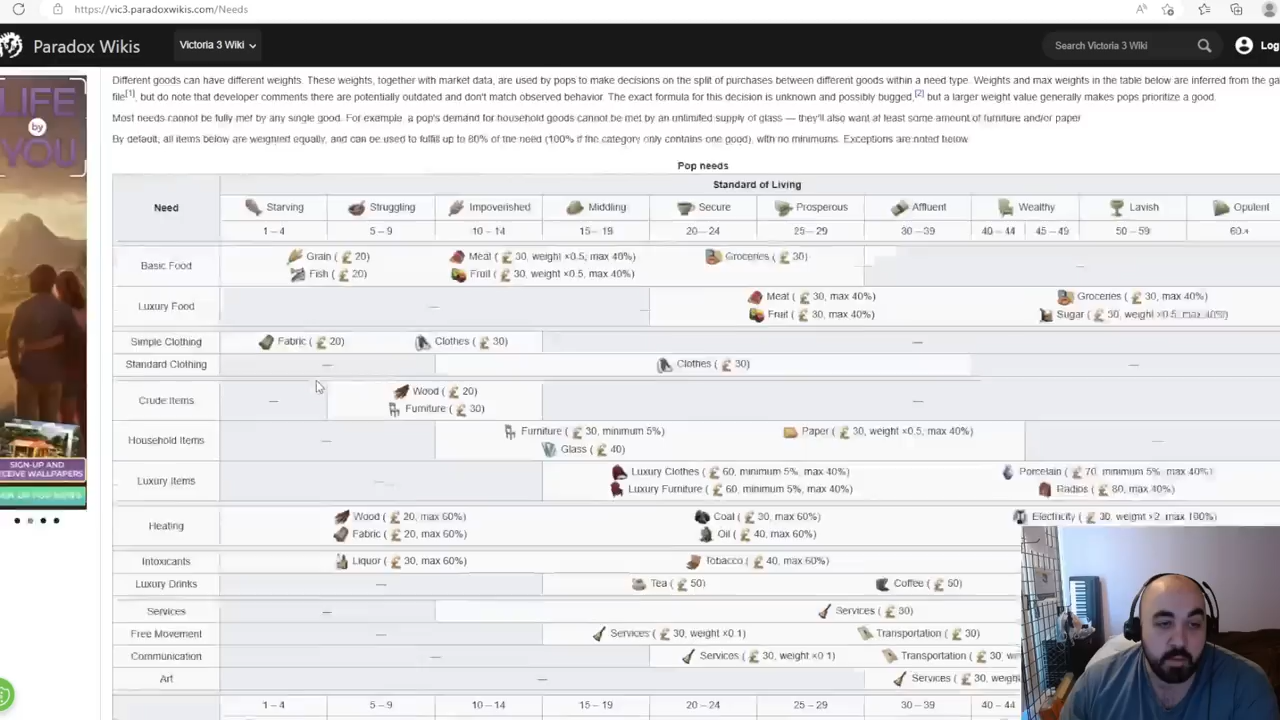 https://vic3.paradoxwikis.com/Needs
Paradox Wikis
Victoria 3 Wiki
Search Victoria 3 Wiki
Log
LIFE
by
YOU
SIGN-UP AND
RECEIVE WALLPAPERS
Different goods can have different weights. These weights, together with market data, are used by pops to make decisions on the split of purchases between different goods within a need type. Weights and max weights in the table below are inferred from the ga
file[1], but do note that developer comments there are potentially outdated and don't match observed behavior. The exact formula for this decision is unknown and possibly bugged,[2] but a larger weight value generally makes pops prioritize a good.
Most needs cannot be fully met by any single good. For example a pop's demand for household goods cannot be met by an unlimited supply of glass — they'll also want at least some amount of furniture and/or paper
By default, all items below are weighted equally, and can be used to fulfill up to 80% of the need (100% if the category only contains one good), with no minimums. Exceptions are noted below
Pop needs
Need
Standard of Living
Starving Struggling Impoverished Middling Secure Prosperous Affluent Wealthy Lavish Opulent
1 – 4 5 – 9 10 – 14 15 – 19 20 – 24 25 – 29 30 – 39 40 – 44 45 – 49 50 – 59 60+
Basic Food
Grain (£ 20) Meat (£ 30, weight ×0.5, max 40%) Groceries (£ 30)
Fish (£ 20) Fruit (£ 30, weight ×0.5, max 40%)
—
Luxury Food
—
Meat (£ 30, max 40%) Groceries (£ 30, max 40%)
Fruit (£ 30, max 40%) Sugar (£ 30, weight ×0.5, max 40%)
Simple Clothing Fabric (£ 20) Clothes (£ 30) —
Standard Clothing — Clothes (£ 30) —
Crude Items
—
Wood (£ 20)
Furniture (£ 30)
—
Household Items
—
Furniture (£ 30, minimum 5%) Paper (£ 30, weight ×0.5, max 40%)
Glass (£ 40)
—
Luxury Items
—
Luxury Clothes (£ 60, minimum 5%, max 40%) Porcelain (£ 70, minimum 5%, max 40%)
Luxury Furniture (£ 60, minimum 5%, max 40%) Radios (£ 80, max 40%)
Heating
Wood (£ 20, max 60%) Coal (£ 30, max 60%) Electricity (£ 30, weight ×2, max 100%)
Fabric (£ 20, max 60%) Oil (£ 40, max 60%)
Intoxicants Liquor (£ 30, max 60%) Tobacco (£ 40, max 60%)
Luxury Drinks — Tea (£ 50) Coffee (£ 50)
Services — Services (£ 30)
Free Movement — Services (£ 30, weight ×0.1) Transportation (£ 30)
Communication — Services (£ 30, weight ×0.1) Transportation (£ 30, w
Art — Services (£ 30, weight
1 – 4 5 – 9 10 – 14 15 – 19 20 – 24 25 – 29 30 – 39 40 – 44